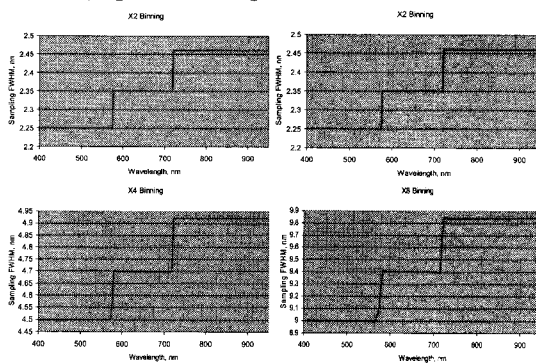 X2 Binning
Sampling FWHM, nm
2.5
2.45
2.4
2.35
2.3
2.25
2.2
400 500 600 700 800 900
Wavelength, nm
X2 Binning
Sampling FWHM, nm
2.5
2.45
2.4
2.35
2.3
2.25
2.2
400 500 600 700 800 900
Wavelength, nm
X4 Binning
Sampling FWHM, nm
4.95
4.9
4.85
4.8
4.75
4.7
4.65
4.6
4.55
4.5
4.45
400 500 600 700 800 900
Wavelength, nm
X8 Binning
Sampling FWHM, nm
9.9
9.8
9.7
9.6
9.5
9.4
9.3
9.2
9.1
9
8.9
400 500 600 700 800 900
Wavelength, nm